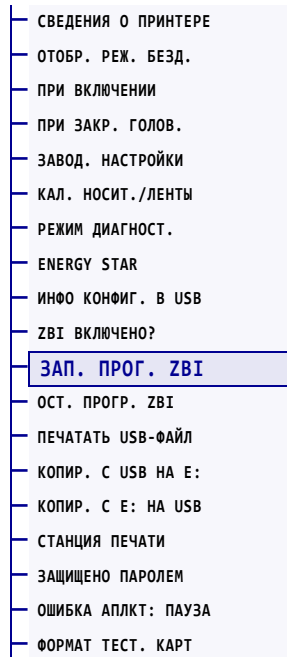 СВЕДЕНИЯ О ПРИНТЕРЕ
ОТОБР. РЕЖ. БЕЗД.
ПРИ ВКЛЮЧЕНИИ
ПРИ ЗАКР. ГОЛОВ.
ЗАВОД. НАСТРОЙКИ
КАЛ. НОСИТ./ЛЕНТЫ
РЕЖИМ ДИАГНОСТ.
ENERGY STAR
ИНФО КОНФИГ. В USB
ZBI ВКЛЮЧЕНО?
ЗАП. ПРОГ. ZBI
ОСТ. ПРОГР. ZBI
ПЕЧАТАТЬ USB-ФАЙЛ
КОПИР. С USB НА E:
КОПИР. С E: НА USB
СТАНЦИЯ ПЕЧАТИ
ЗАЩИЩЕНО ПАРОЛЕМ
ОШИБКА АПЛКТ: ПАУЗА
ФОРМАТ ТЕСТ. КАРТ